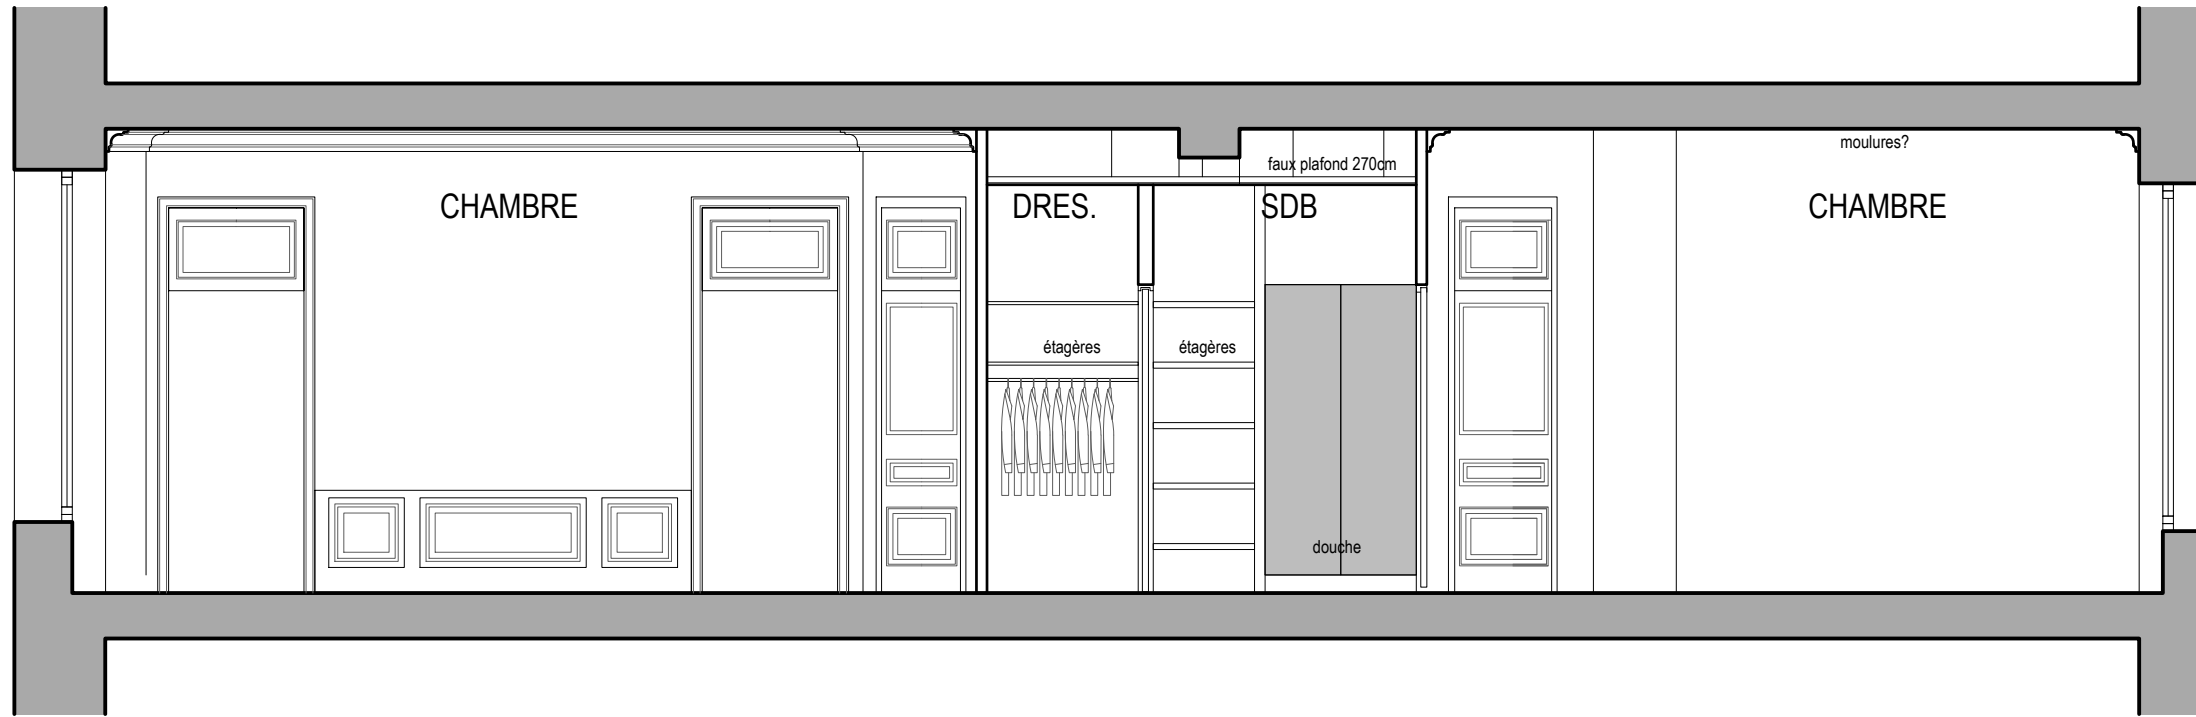 moulures?
faux plafond 270cm
CHAMBRE
DRES.
SDB
CHAMBRE
étagères
étagères
douche